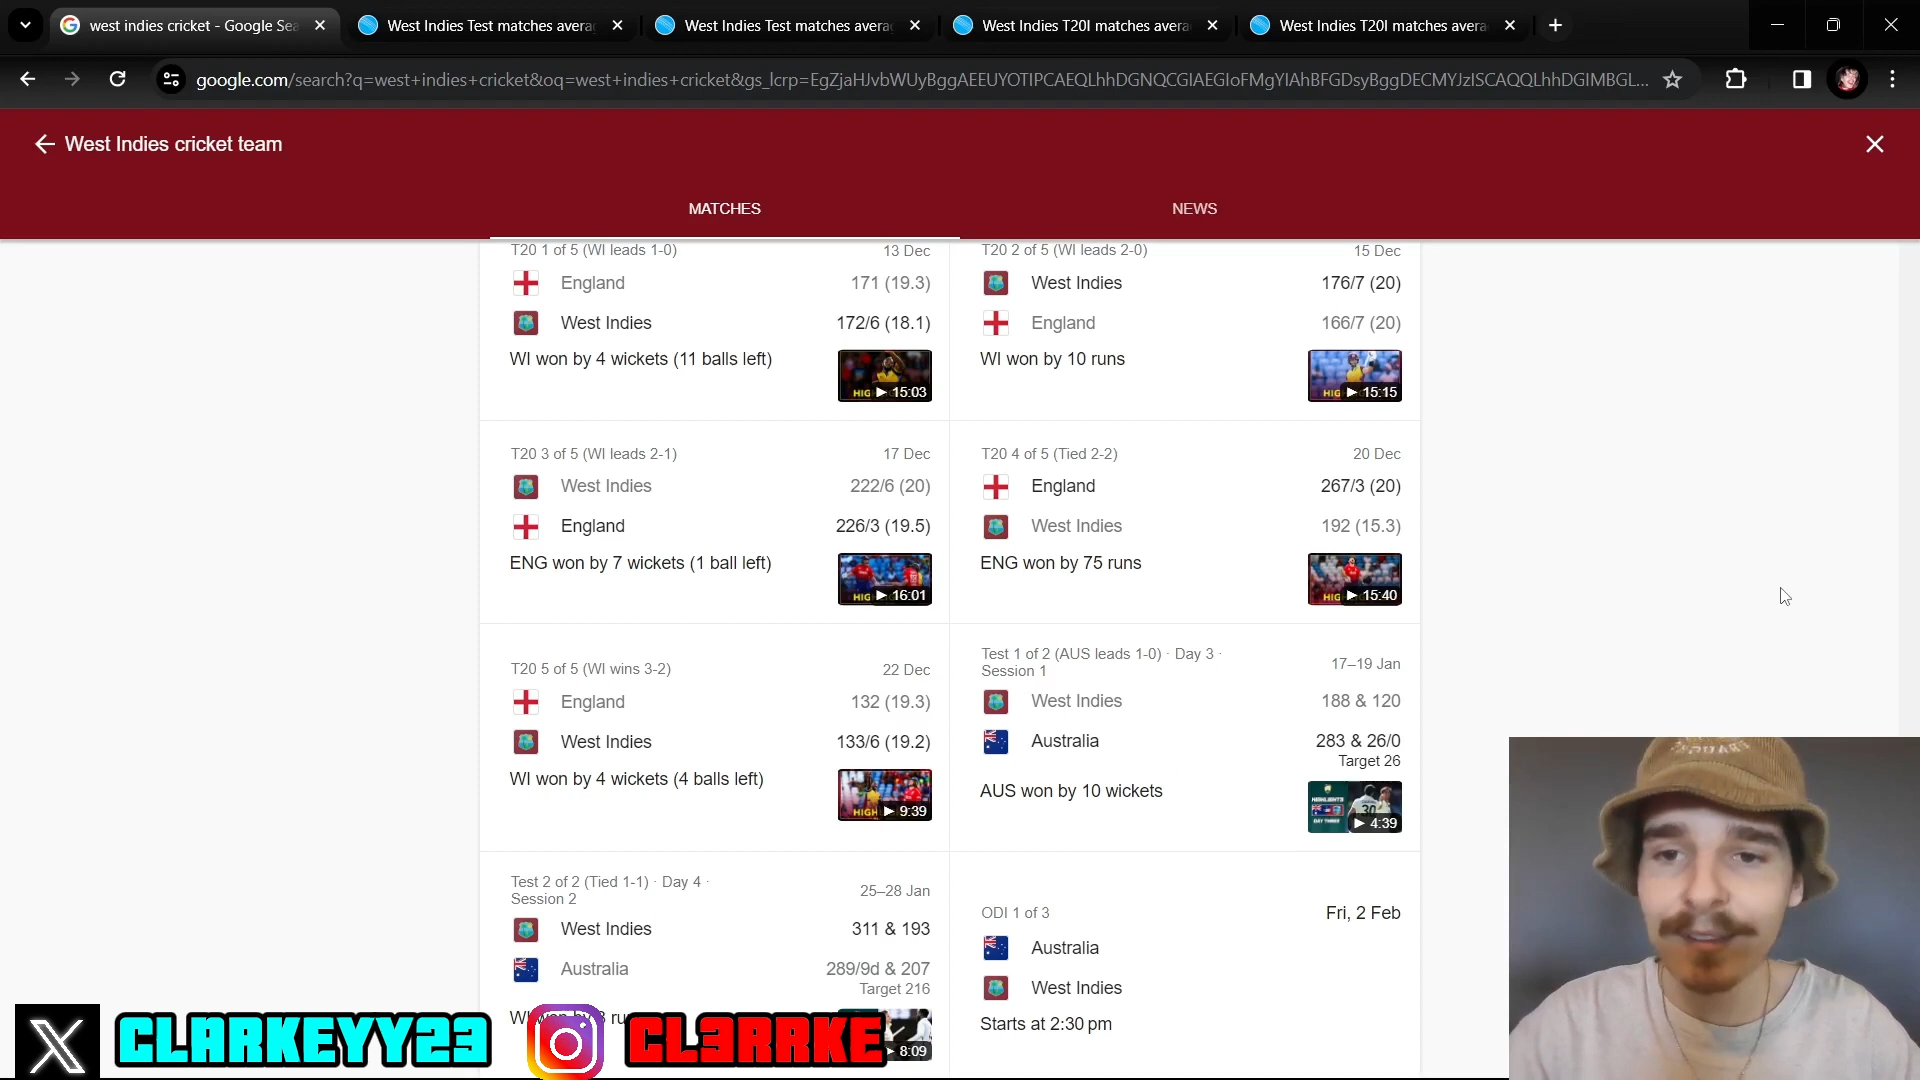 west indies cricket - Google Sea
West Indies Test matches avera
West Indies Test matches avera
West Indies T20I matches avera
West Indies T20I matches avera
google.com/search?q=west+indies+cricket&oq=west+indies+cricket&gs_lcrp=EgZjaHJvbWUyBggAEEUYOTIPCAEQLhhDGNQCGIAEGIoFMgYIAhBFGDsyBggDECMYJzISCAQQLhhDGIMBGL...
West Indies cricket team
MATCHES
NEWS
T20 1 of 5 (WI leads 1-0)
13 Dec
England
171 (19.3)
West Indies
172/6 (18.1)
WI won by 4 wickets (11 balls left)
15:03
T20 2 of 5 (WI leads 2-0)
15 Dec
West Indies
176/7 (20)
England
166/7 (20)
WI won by 10 runs
15:15
T20 3 of 5 (WI leads 2-1)
17 Dec
West Indies
222/6 (20)
England
226/3 (19.5)
ENG won by 7 wickets (1 ball left)
16:01
T20 4 of 5 (Tied 2-2)
20 Dec
England
267/3 (20)
West Indies
192 (15.3)
ENG won by 75 runs
15:40
T20 5 of 5 (WI wins 3-2)
22 Dec
England
132 (19.3)
West Indies
133/6 (19.2)
WI won by 4 wickets (4 balls left)
9:39
Test 1 of 2 (AUS leads 1-0) · Day 3 ·
Session 1
17–19 Jan
West Indies
188 & 120
Australia
283 & 26/0
Target 26
AUS won by 10 wickets
HIGHLIGHTS
4:39
Test 2 of 2 (Tied 1-1) · Day 4 ·
Session 2
25–28 Jan
West Indies
311 & 193
Australia
289/9d & 207
Target 216
8:09
ODI 1 of 3
Fri, 2 Feb
Australia
West Indies
Starts at 2:30 pm
CLARKEYY23
CL3RRKE